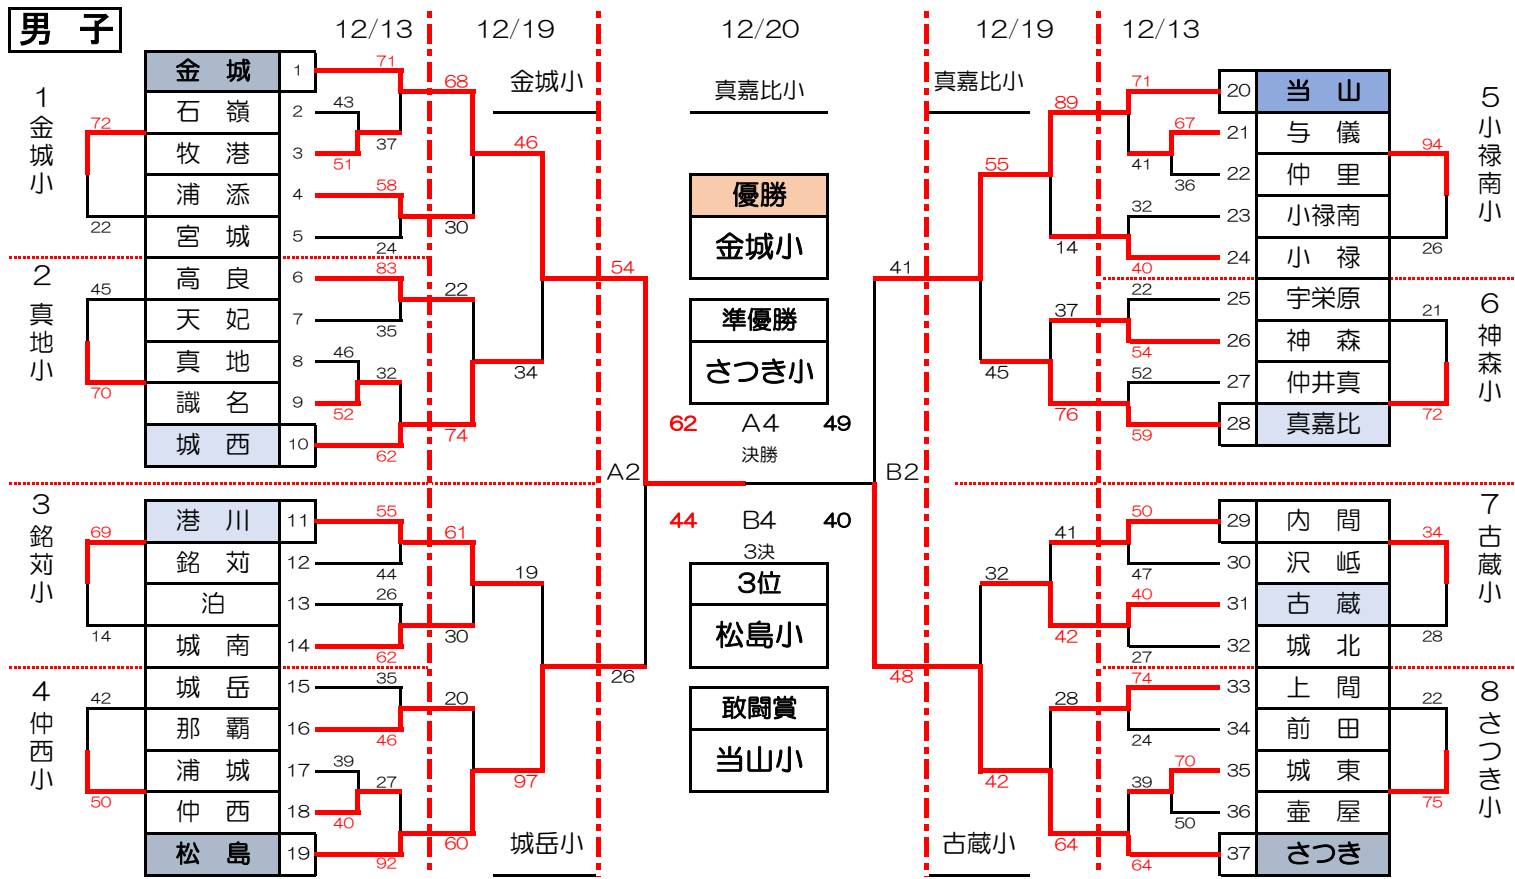 男　子
12/13
12/19
12/20
12/19
12/13
金城小
真嘉比小
真嘉比小
1
金城小
72
22
2
真地小
45
70
3
銘苅小
69
14
4
仲西小
42
50
金　城 1
石　嶺 2
牧　港 3
浦　添 4
宮　城 5
高　良 6
天　妃 7
真　地 8
識　名 9
城　西 10
港　川 11
銘　苅 12
泊 13
城　南 14
城　岳 15
那　覇 16
浦　城 17
仲　西 18
松　島 19
71
43
37
51
58
24
83
35
46
32
52
62
55
44
26
62
35
46
39
27
40
92
68
30
22
74
61
30
20
60
46
34
19
97
54
26
A2
城岳小
優勝
金城小
準優勝
さつき小
62 A4 49
決勝
44 B4 40
3決
3位
松島小
敢闘賞
当山小
41
48
B2
古蔵小
55
45
32
42
89
14
37
76
41
42
28
64
71
67
41
36
32
40
22
54
52
59
50
47
40
27
74
24
70
39
50
64
20 当　山
21 与　儀
22 仲　里
23 小禄南
24 小　禄
25 宇栄原
26 神　森
27 仲井真
28 真嘉比
29 内　間
30 沢　岻
31 古　蔵
32 城　北
33 上　間
34 前　田
35 城　東
36 壷　屋
37 さつき
94
26
5
小禄南小
21
72
6
神森小
34
28
7
古蔵小
22
75
8
さつき小